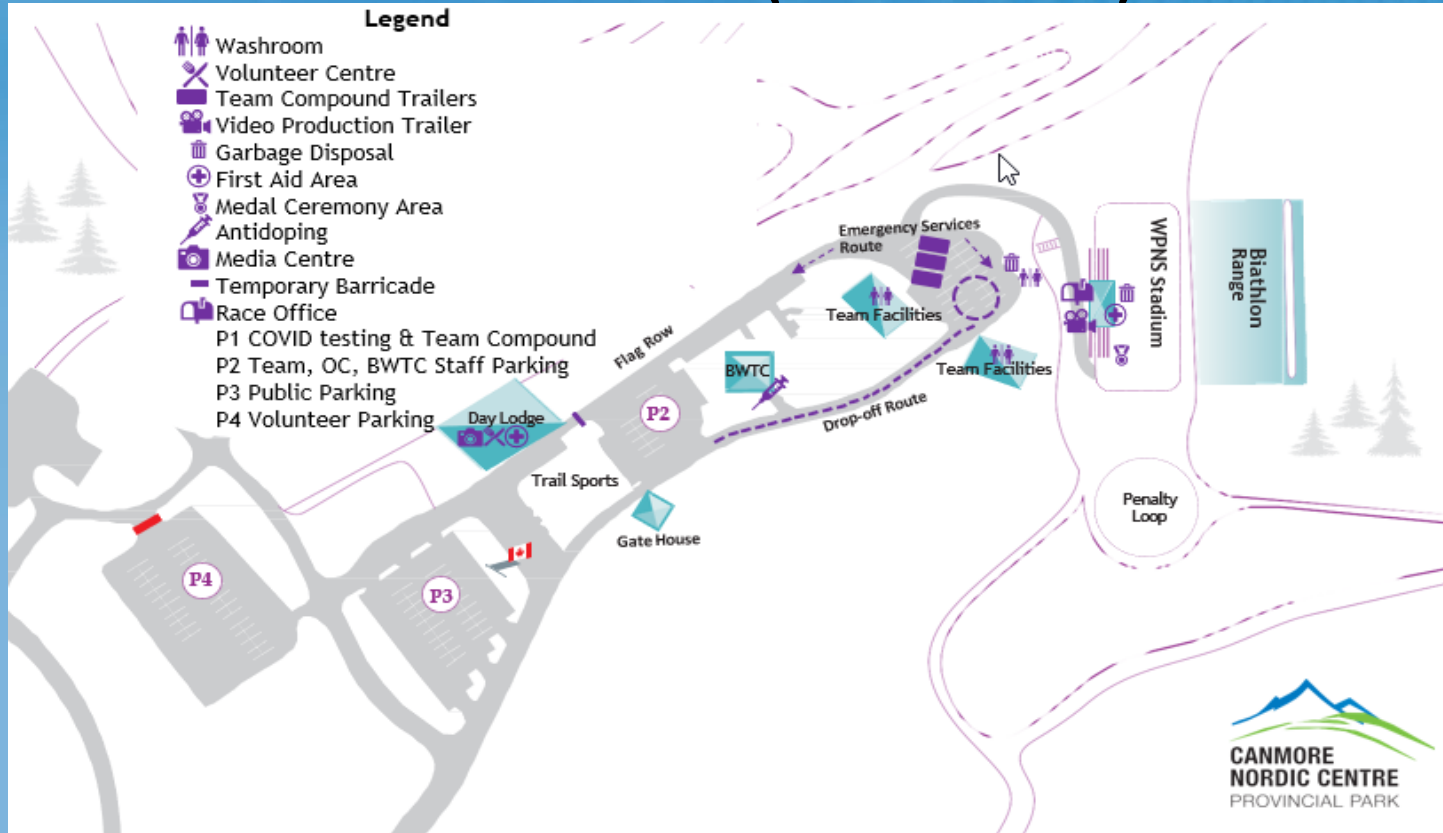 Legend
Washroom
Volunteer Centre
Team Compound Trailers
Video Production Trailer
Garbage Disposal
First Aid Area
Medal Ceremony Area
Antidoping
Media Centre
Temporary Barricade
Race Office
P1 COVID testing & Team Compound
P2 Team, OC, BWTC Staff Parking
P3 Public Parking
P4 Volunteer Parking
Emergency Services
Route
Team Facilities
Team Facilities
WPNS Stadium
Biathlon
Range
Flag Row
BWTC
Drop-off Route
P2
Day Lodge
Trail Sports
Gate House
Penalty
Loop
P4
P3
CANMORE
NORDIC CENTRE
PROVINCIAL PARK